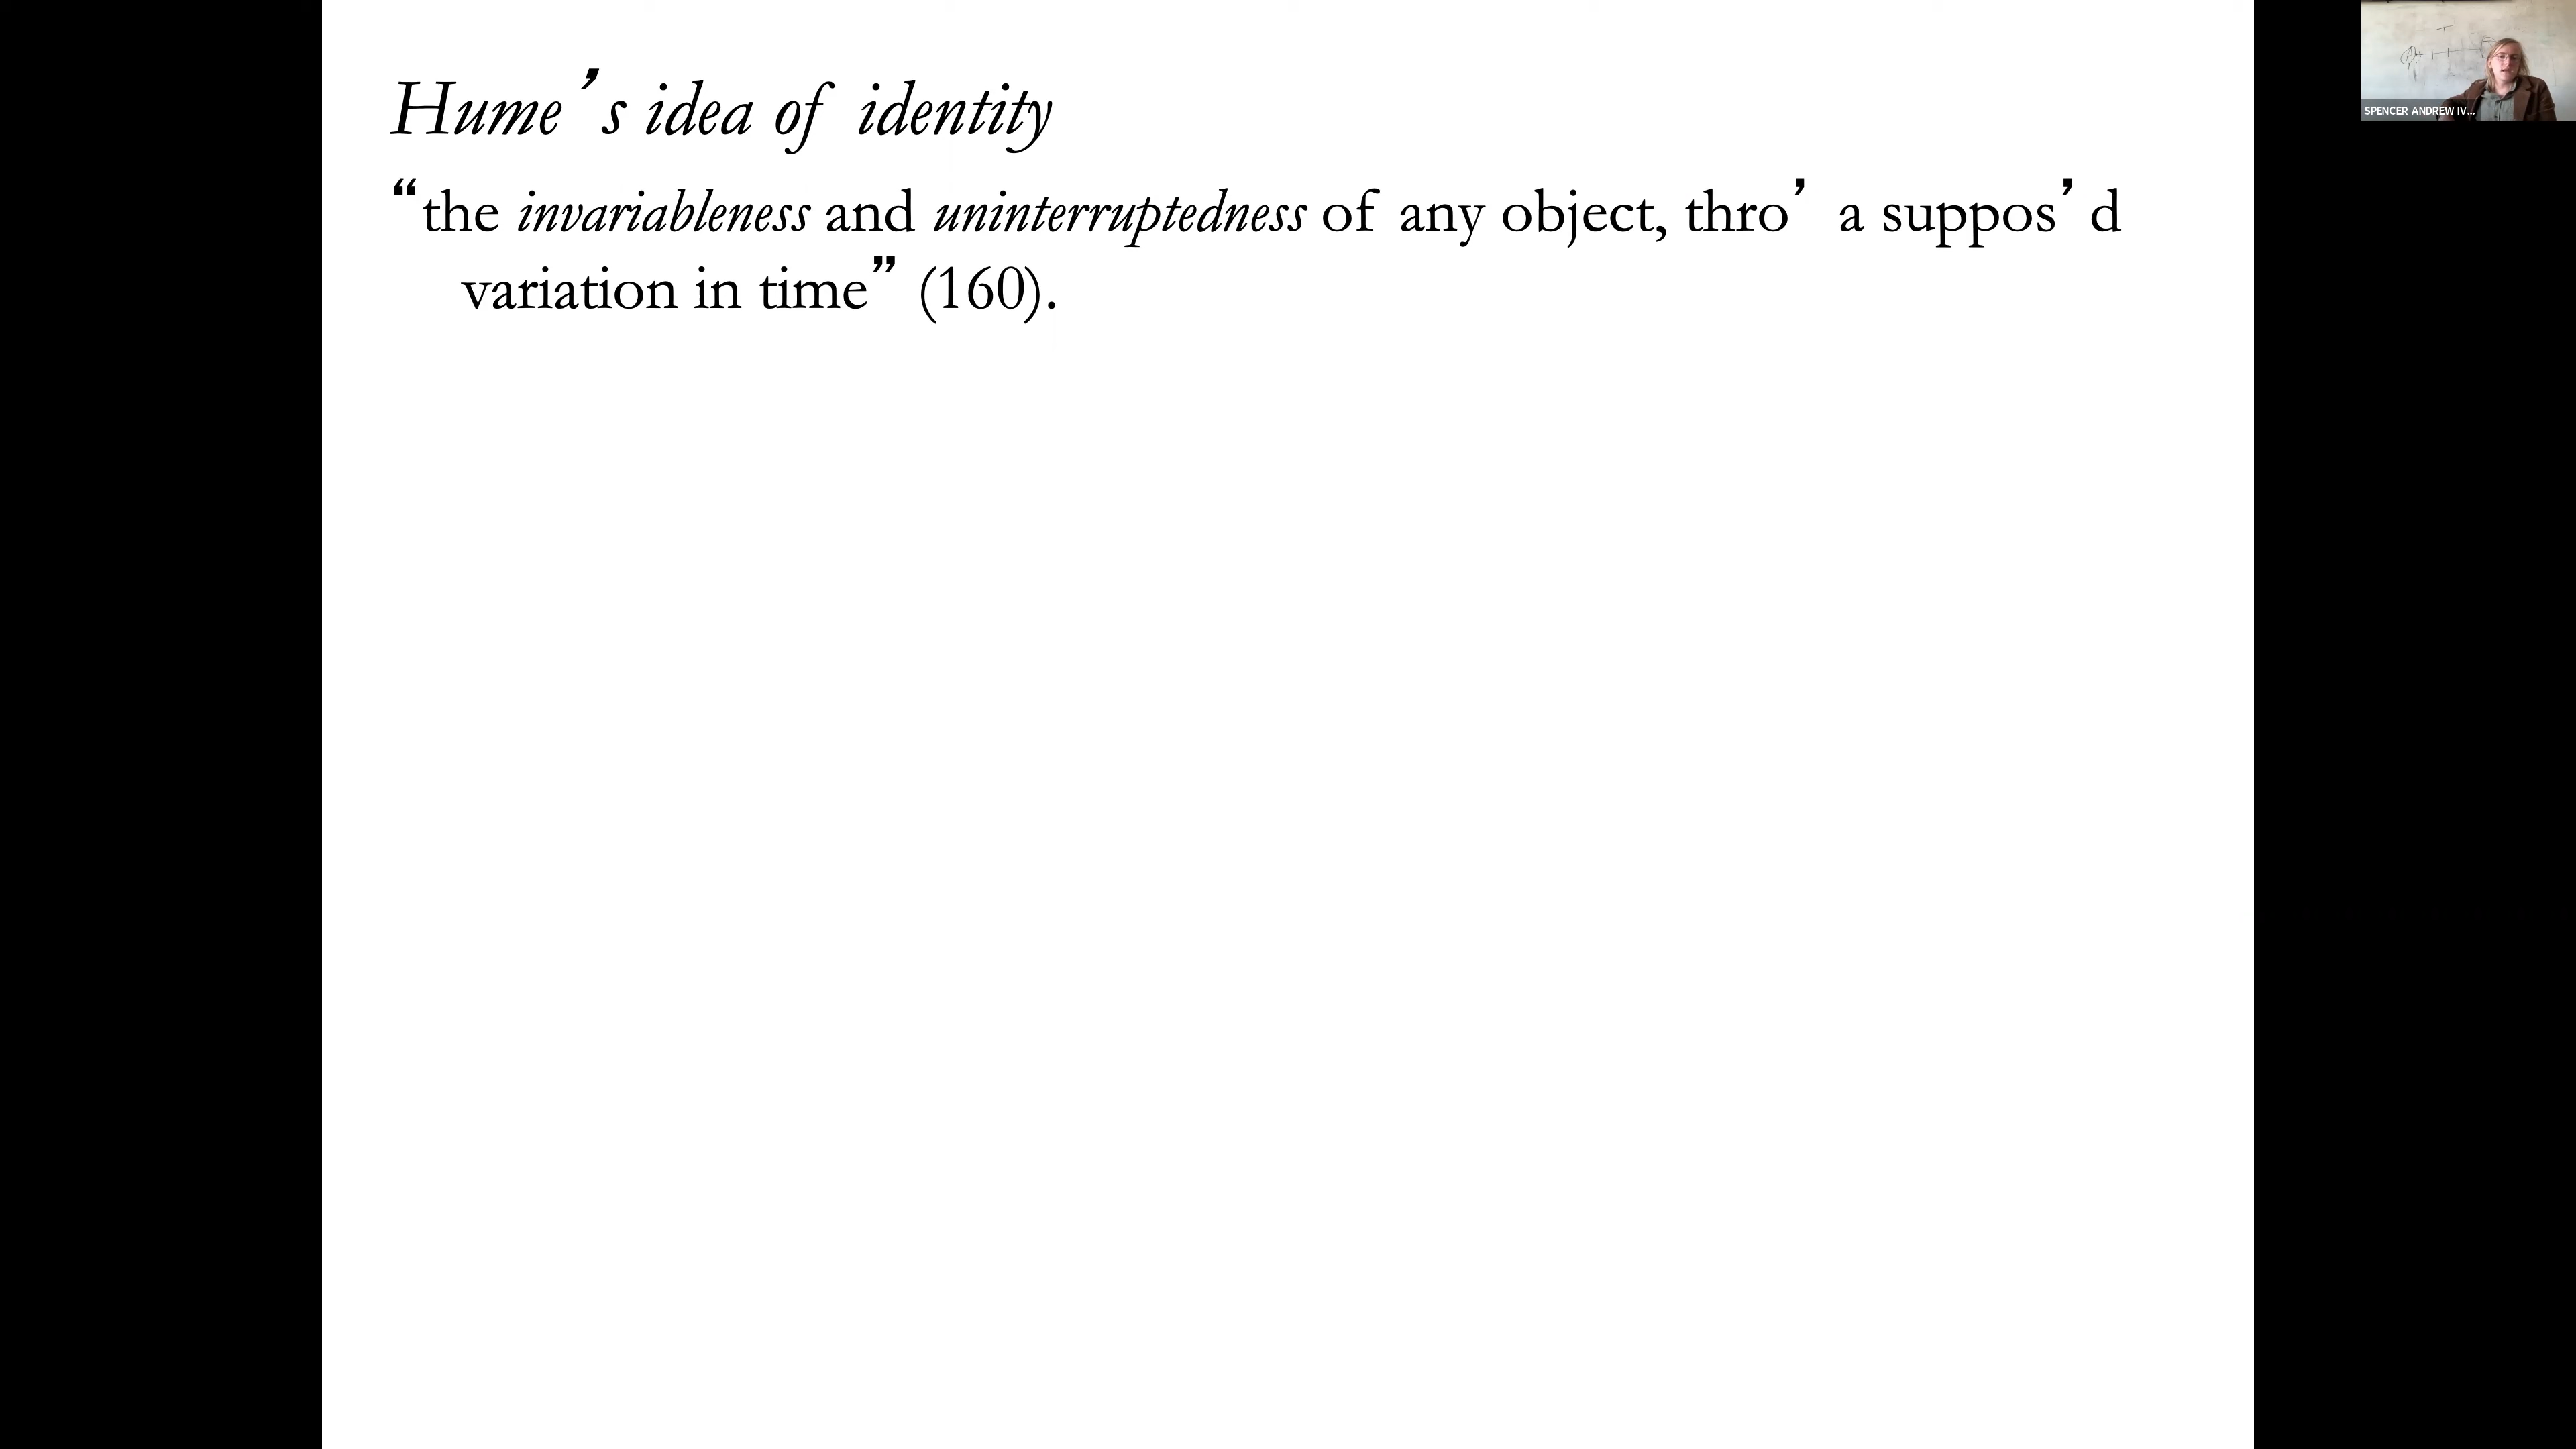 Hume’s idea of identity
“the invariableness and uninterruptedness of any object, thro’ a suppos’d
variation in time” (160).
SPENCER ANDREW IV...